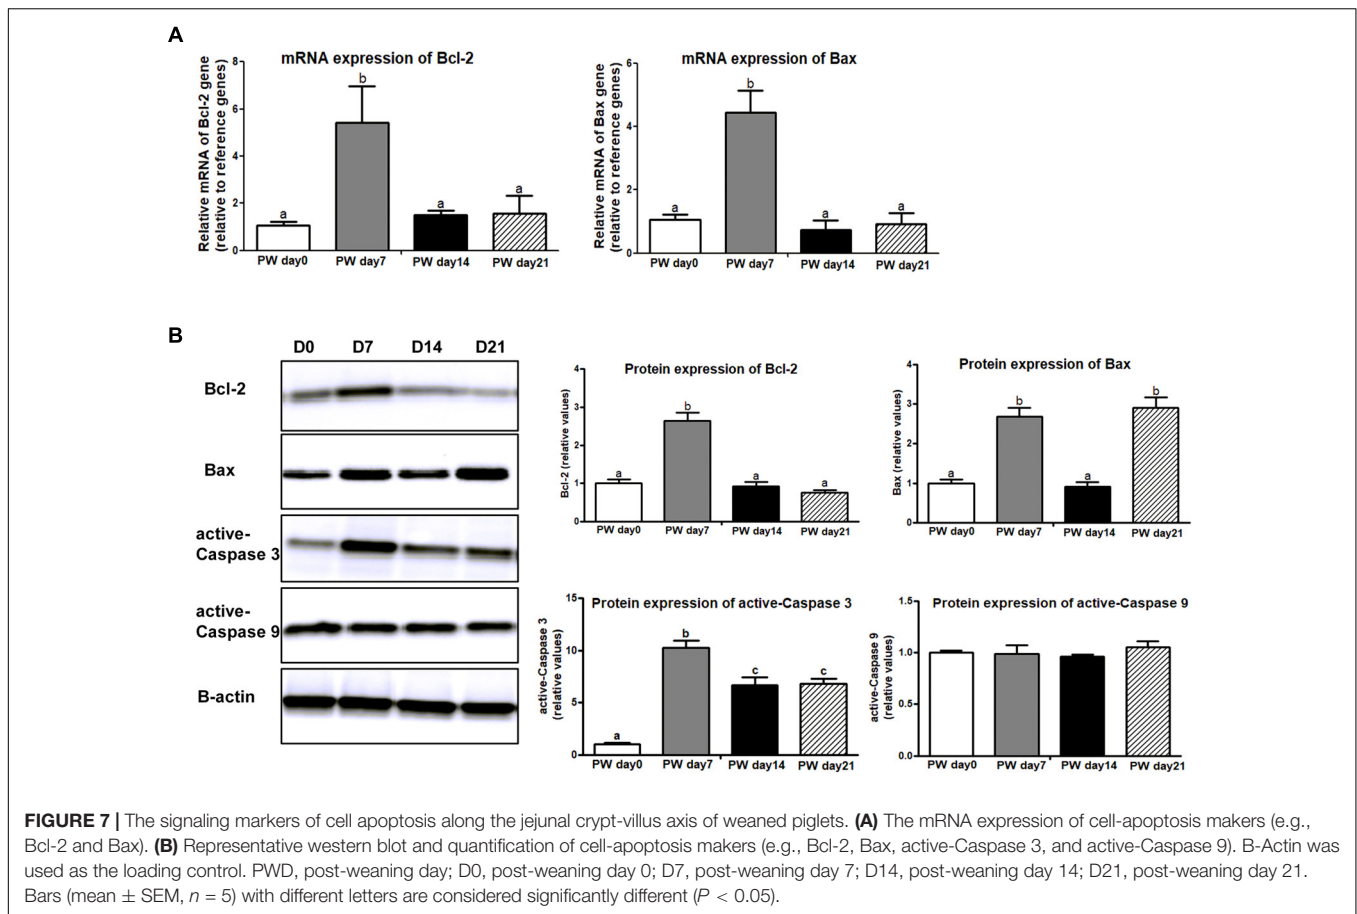 A
mRNA expression of Bcl-2
Relative mRNA of Bcl-2 gene
(relative to reference genes)
8
6
4
2
0
a
b
a
a
PW day0 PW day7 PW day14 PW day21
mRNA expression of Bax
Relative mRNA of Bax gene
(relative to reference genes)
6
4
2
0
a
b
a
a
PW day0 PW day7 PW day14 PW day21
B
D0 D7 D14 D21
Bcl-2
Bax
active-
Caspase 3
active-
Caspase 9
B-actin
Protein expression of Bcl-2
Bcl-2 (relative values)
4
3
2
1
0
a
b
a
a
PW day0 PW day7 PW day14 PW day21
Protein expression of Bax
Bax (relative values)
4
3
2
1
0
a
b
a
b
PW day0 PW day7 PW day14 PW day21
Protein expression of active-Caspase 3
active-Caspase 3
(relative values)
15
10
5
0
a
b
c
c
PW day0 PW day7 PW day14 PW day21
Protein expression of active-Caspase 9
active-Caspase 9
(relative values)
1.5
1.0
0.5
0.0
PW day0 PW day7 PW day14 PW day21
FIGURE 7 | The signaling markers of cell apoptosis along the jejunal crypt-villus axis of weaned piglets. (A) The mRNA expression of cell-apoptosis makers (e.g.,
Bcl-2 and Bax). (B) Representative western blot and quantification of cell-apoptosis makers (e.g., Bcl-2, Bax, active-Caspase 3, and active-Caspase 9). B-Actin was
used as the loading control. PWD, post-weaning day; D0, post-weaning day 0; D7, post-weaning day 7; D14, post-weaning day 14; D21, post-weaning day 21.
Bars (mean ± SEM, n = 5) with different letters are considered significantly different (P < 0.05).